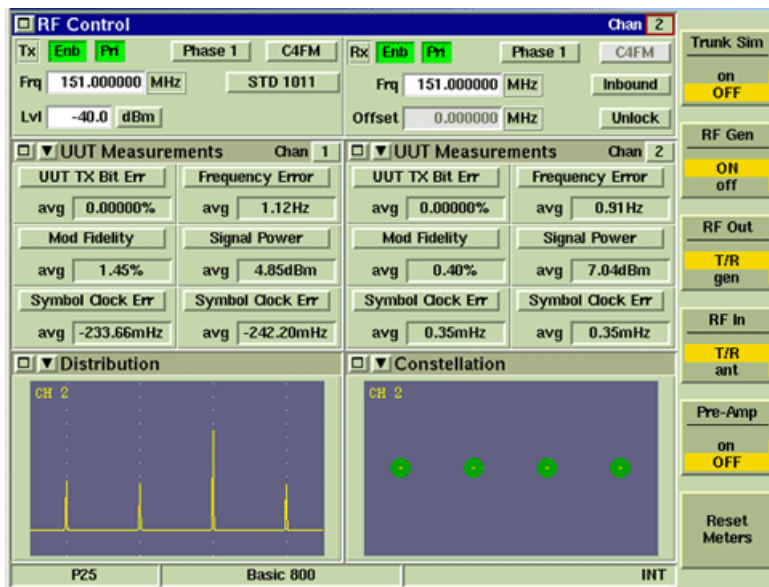 RF Control Chan 2
Tx Enb Pri Phase 1 C4FM
Frq 151.000000 MHz STD 1011
Lvl -40.0 dBm
Rx Enb Pri Phase 1 C4FM
Frq 151.000000 MHz Inbound
Offset 0.000000 MHz Unlock
UUT Measurements Chan 1
UUT TX Bit Err Frequency Error
avg 0.00000% avg 1.12Hz
Mod Fidelity Signal Power
avg 1.45% avg 4.85dBm
Symbol Clock Err Symbol Clock Err
avg -233.66mHz avg -242.20mHz
UUT Measurements Chan 2
UUT TX Bit Err Frequency Error
avg 0.00000% avg 0.91Hz
Mod Fidelity Signal Power
avg 0.40% avg 7.04dBm
Symbol Clock Err Symbol Clock Err
avg 0.35mHz avg 0.35mHz
Distribution
CH 2
Constellation
CH 2
P25 Basic 800 INT
Trunk Sim
on
OFF
RF Gen
ON
off
RF Out
T/R
gen
RF In
T/R
ant
Pre-Amp
on
OFF
Reset
Meters